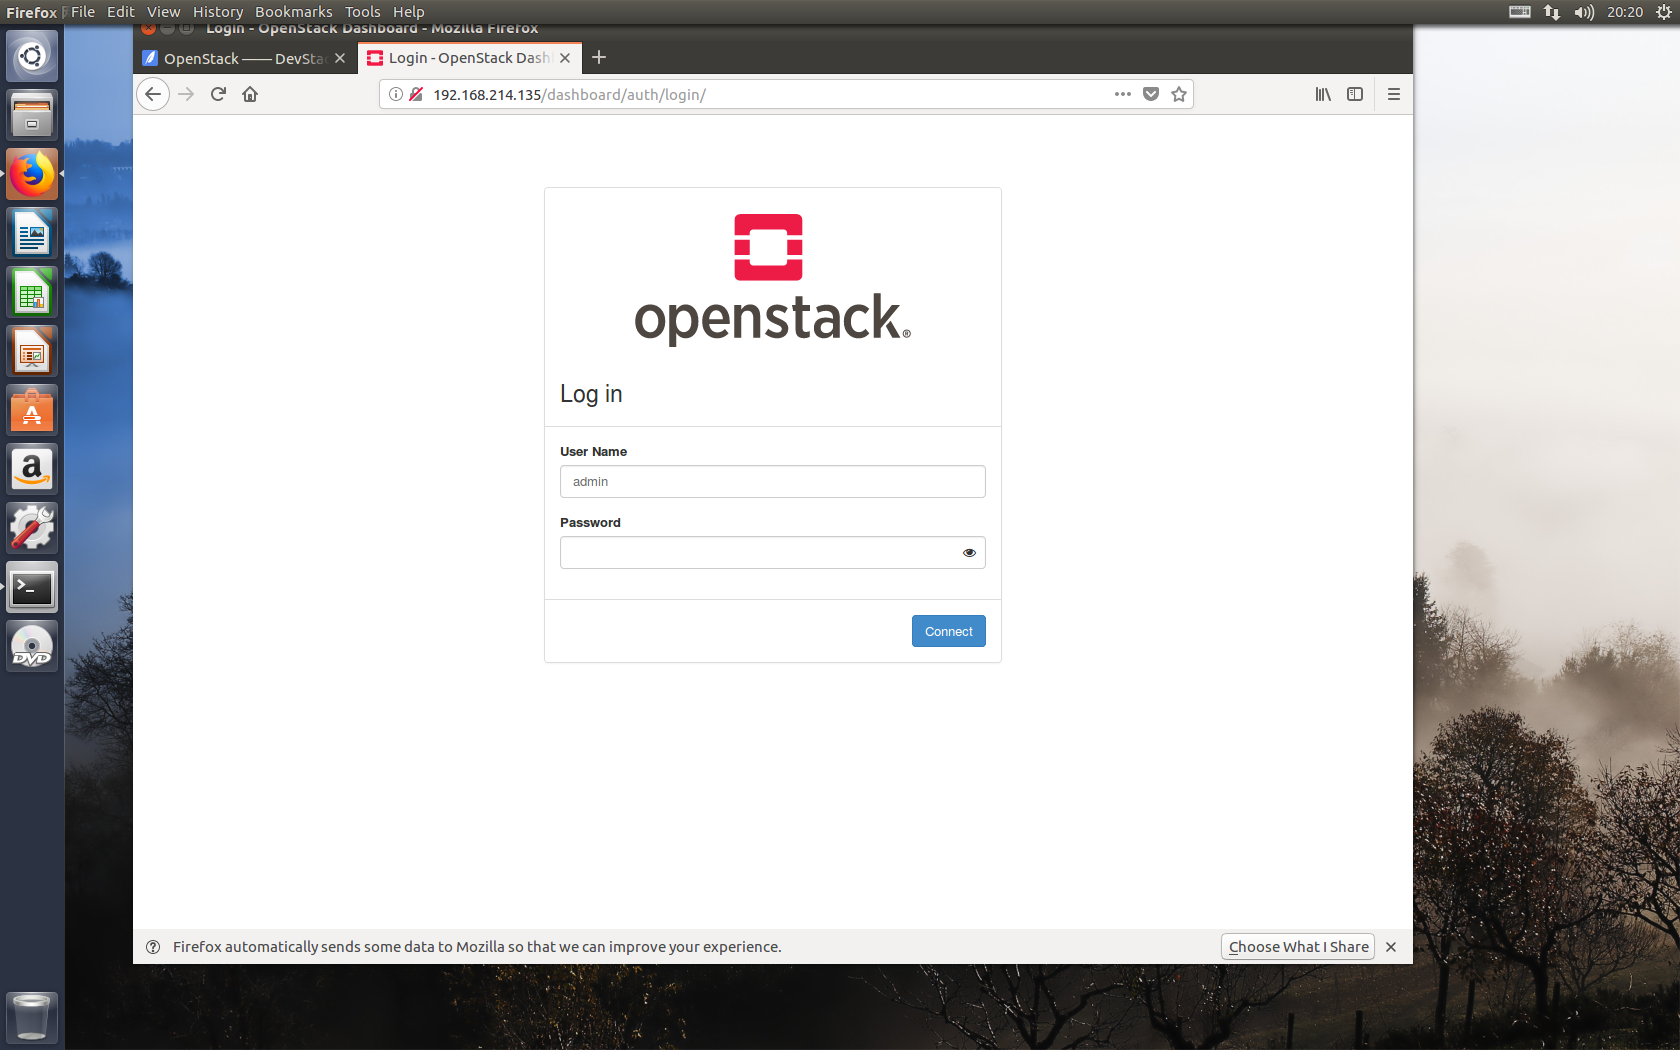 Firefox File Edit View History Bookmarks Tools Help 20:20
Login - OpenStack Dashboard - Mozilla Firefox
OpenStack —— DevStac
Login - OpenStack Dash
192.168.214.135/dashboard/auth/login/
openstack®
Log in
User Name
admin
Password
Connect
Firefox automatically sends some data to Mozilla so that we can improve your experience. Choose What I Share
A
a
>_
DVD